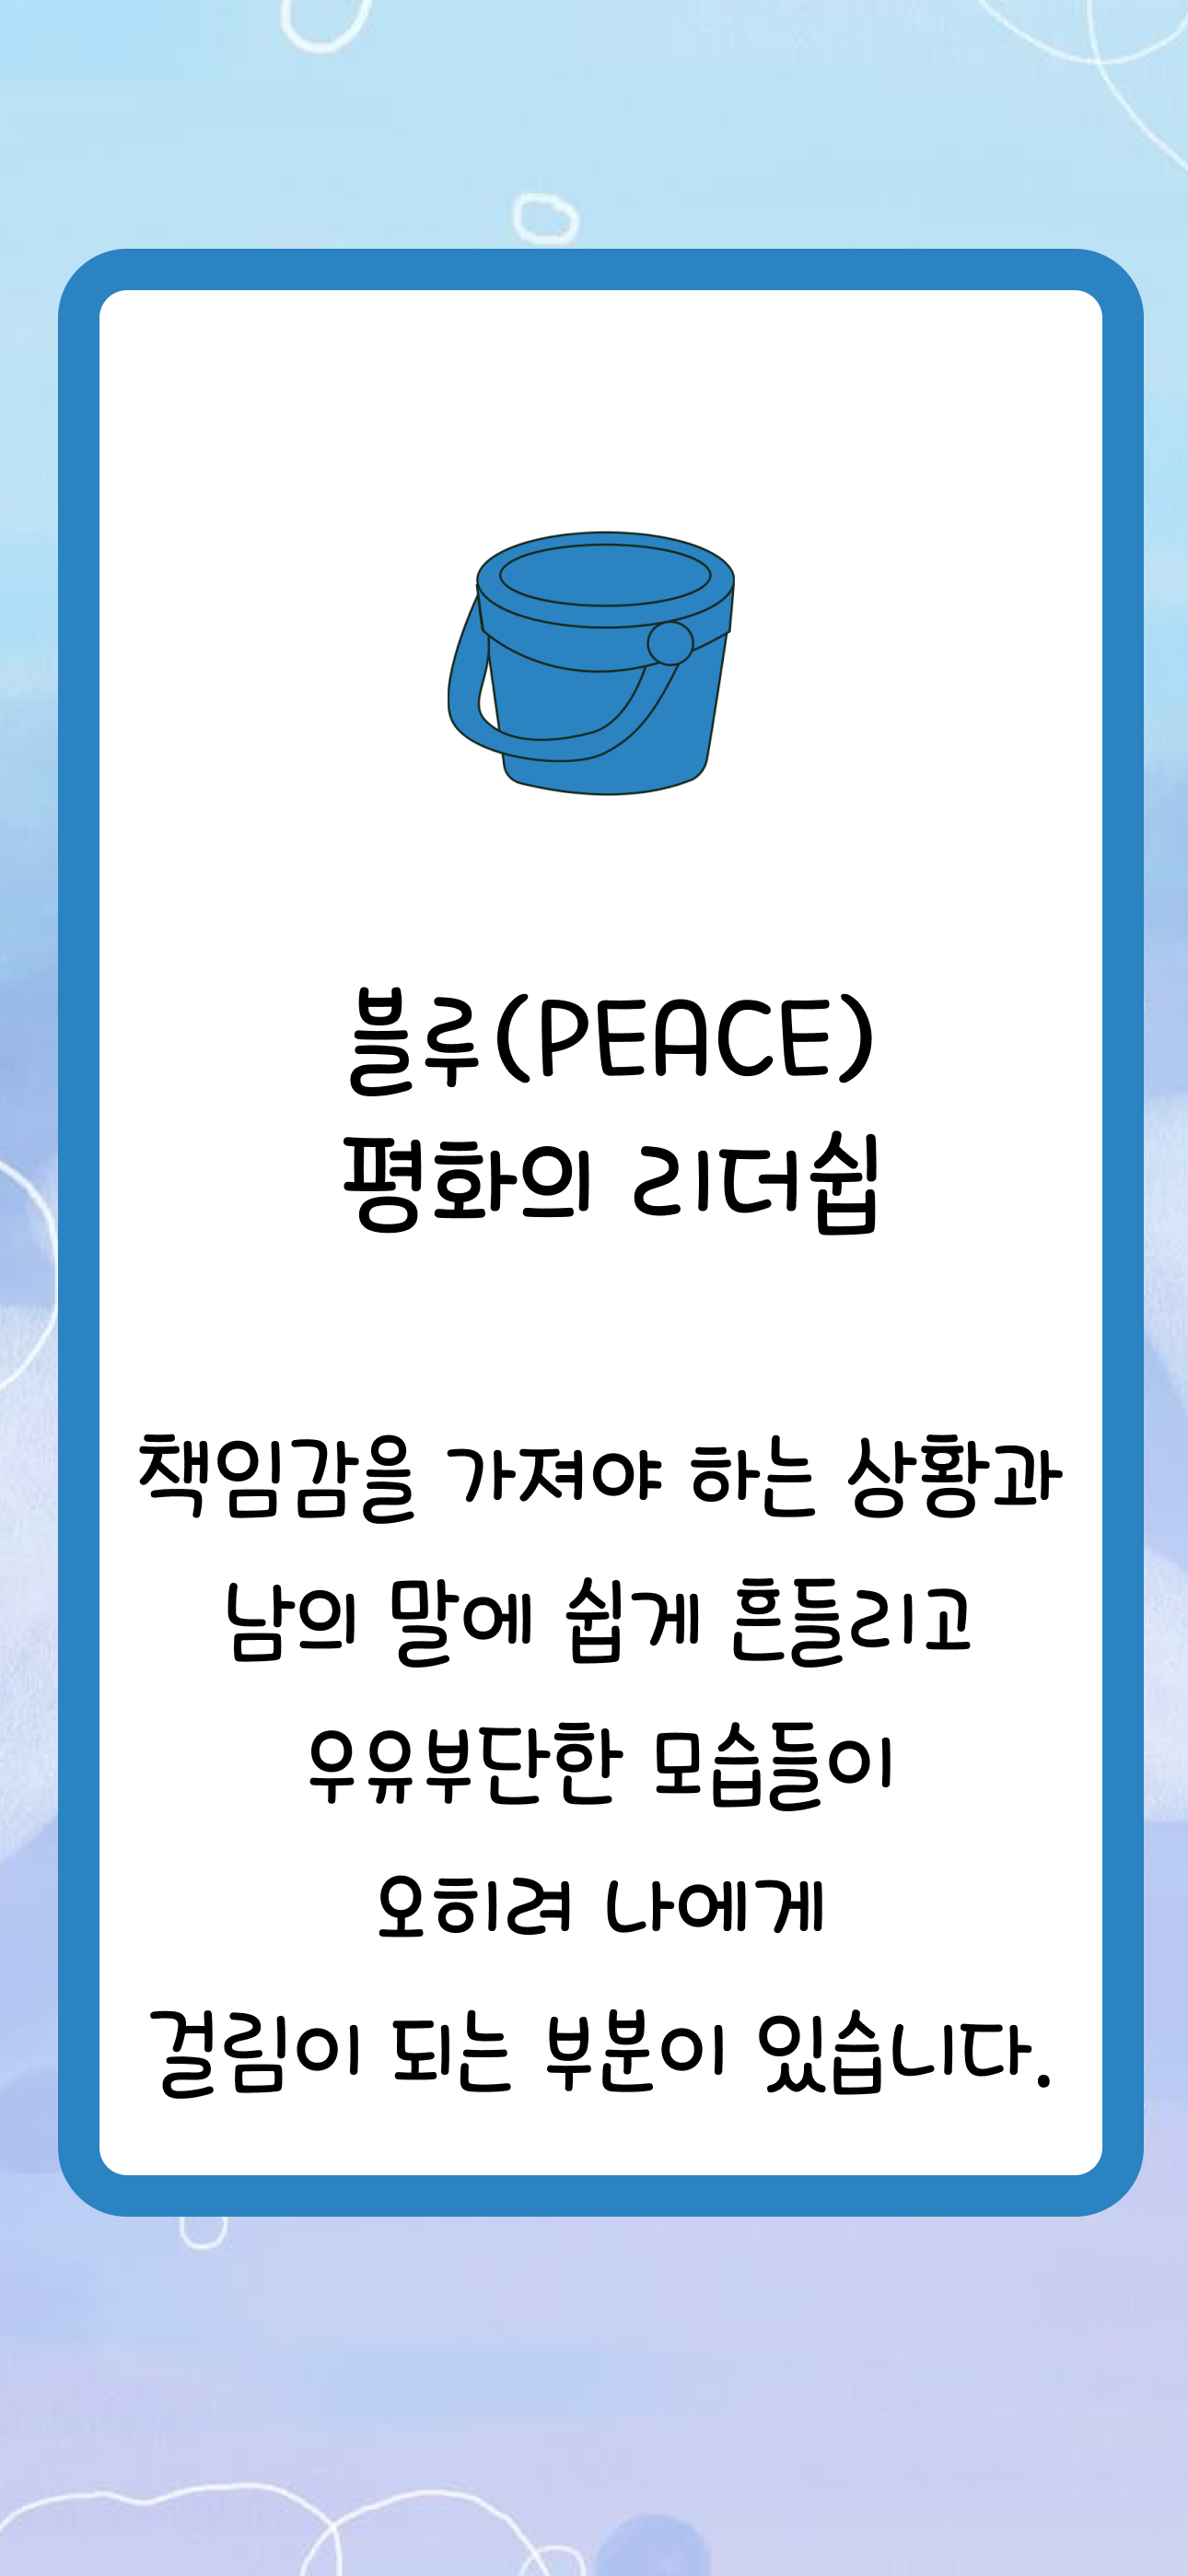 블루(PEACE)
평화의 리더쉽
책임감을 가져야 하는 상황과
남의 말에 쉽게 흔들리고
우유부단한 모습들이
오히려 나에게
걸림이 되는 부분이 있습니다.